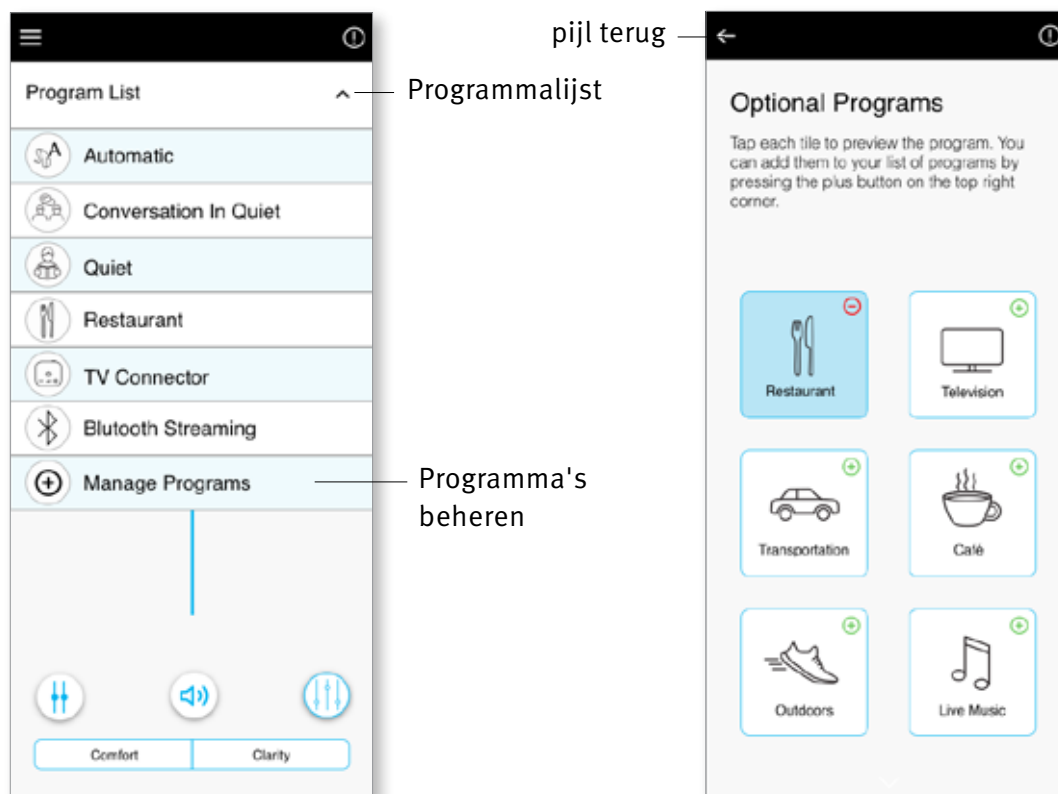 Program List
Automatic
Conversation In Quiet
Quiet
Restaurant
TV Connector
Blutooth Streaming
Manage Programs
Comfort
Clarity
Programmalijst
Programma's
beheren
pijl terug
Optional Programs
Tap each tile to preview the program. You
can add them to your list of programs by
pressing the plus button on the top right
corner.
Restaurant
Television
Transportation
Café
Outdoors
Live Music